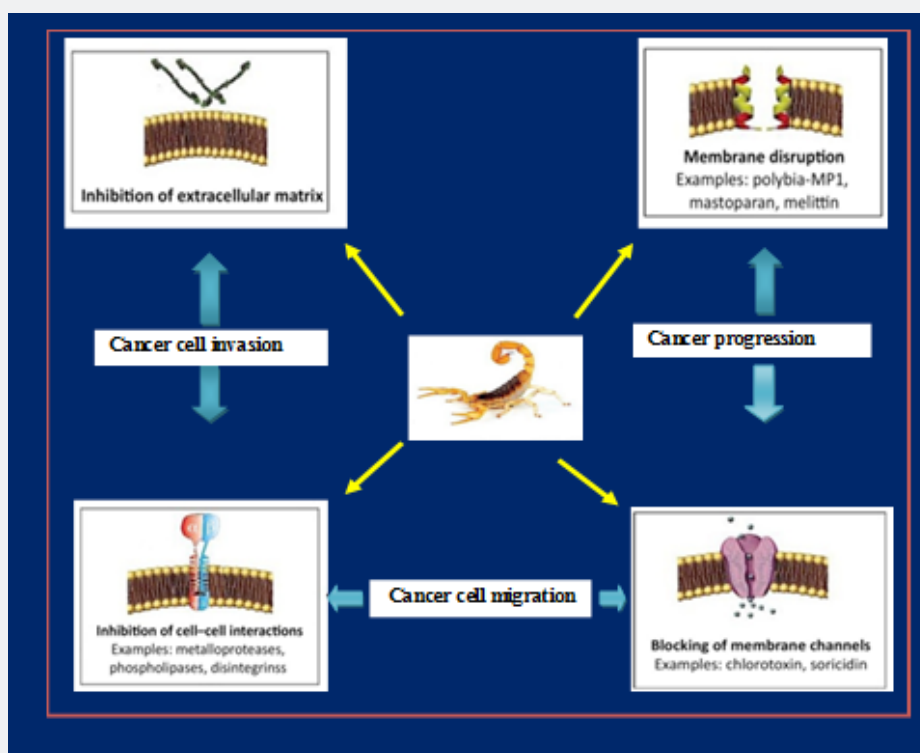 Inhibition of extracellular matrix
Membrane disruption
Examples: polybia-MP1,
mastoparan, melittin
Cancer cell invasion
Cancer progression
Inhibition of cell–cell interactions
Examples: metalloproteases,
phospholipases, disintegrinss
Cancer cell migration
Blocking of membrane channels
Examples: chlorotoxin, soricidin